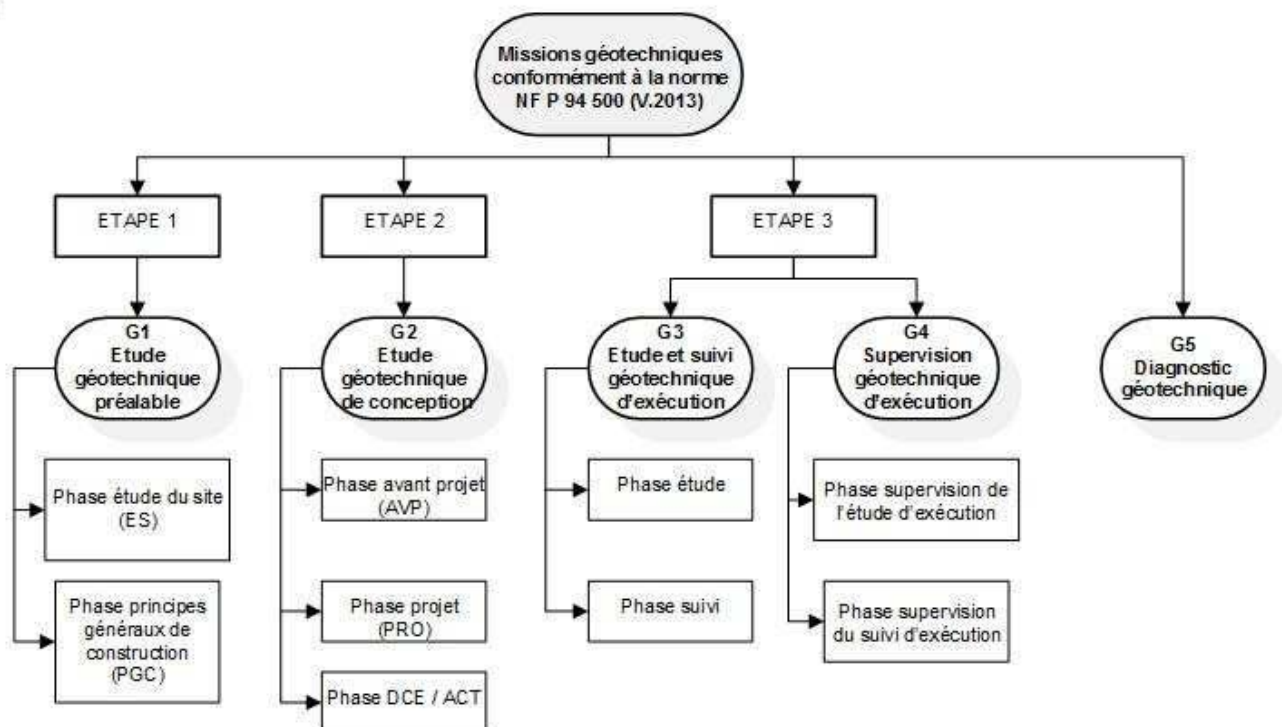 Missions géotechniques
conformément à la norme
NF P 94 500 (V.2013)
ETAPE 1
ETAPE 2
ETAPE 3
G1
Etude
géotechnique
préalable
G2
Etude
géotechnique
de conception
G3
Etude et suivi
géotechnique
d'exécution
G4
Supervision
géotechnique
d'exécution
G5
Diagnostic
géotechnique
Phase étude du site
(ES)
Phase principes
généraux de
construction
(PGC)
Phase avant projet
(AVP)
Phase projet
(PRO)
Phase DCE / ACT
Phase étude
Phase suivi
Phase supervision de
l'étude d'exécution
Phase supervision
du suivi d'exécution